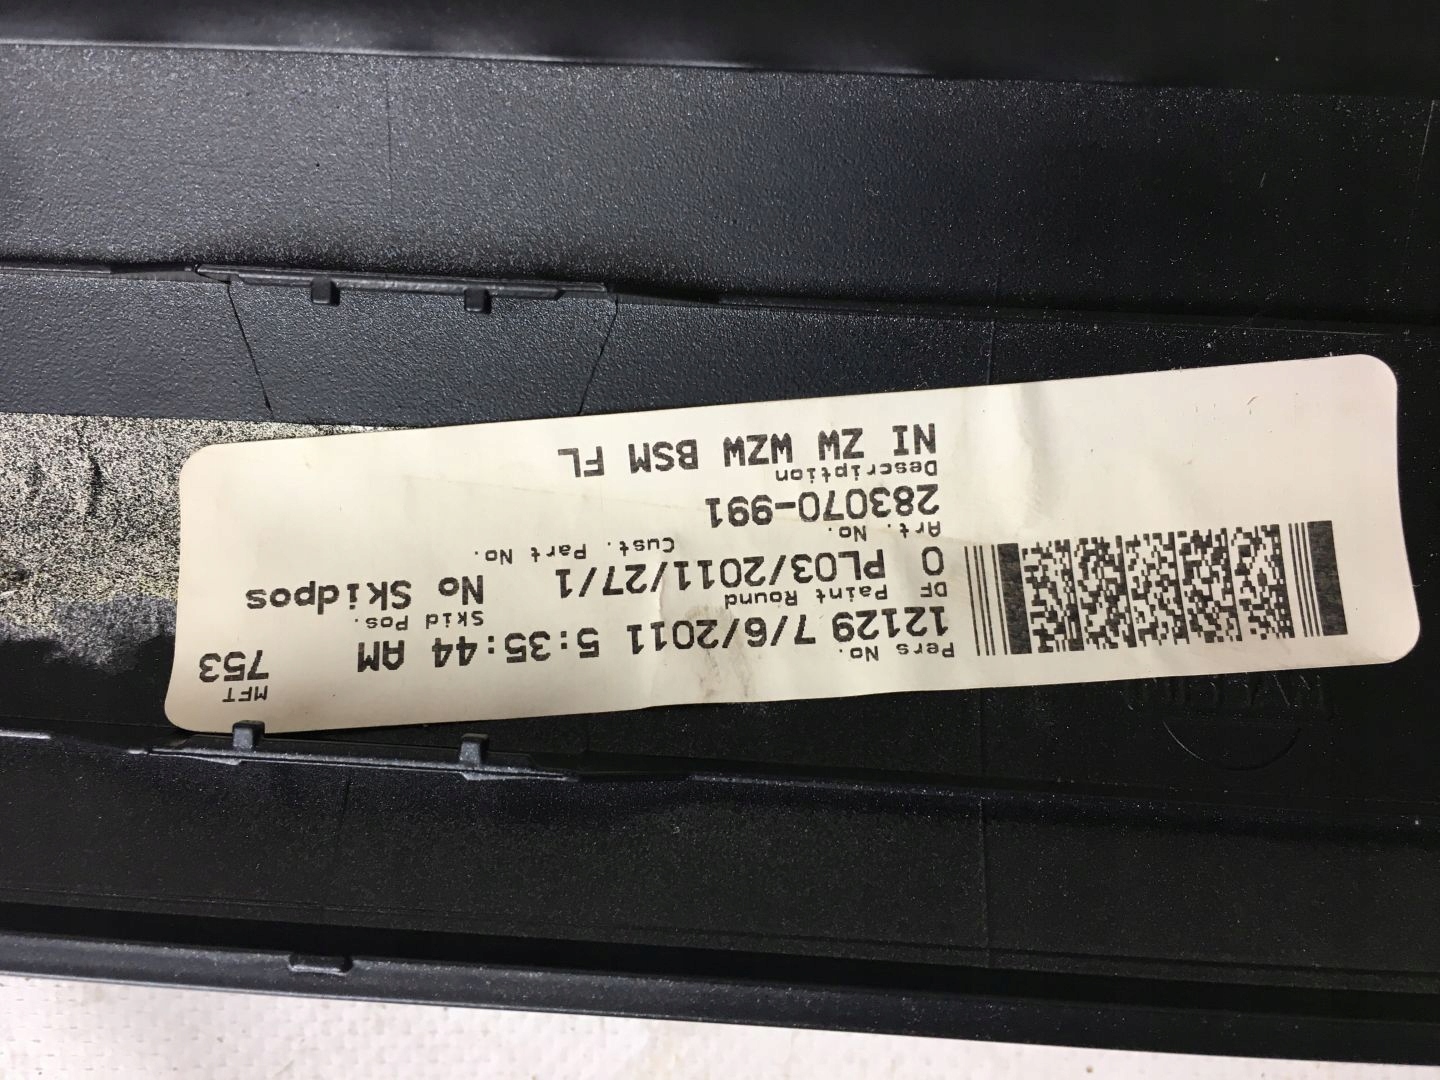 Pers No. MFT
12129 7/6/2011 5:35:44 AM 753
DF Paint Round Skid Pos.
0 PL03/2011/27/1 No Skidpos
Art. No. Cust. Part No.
283070-991
Description
NI ZW WZW BSM FL